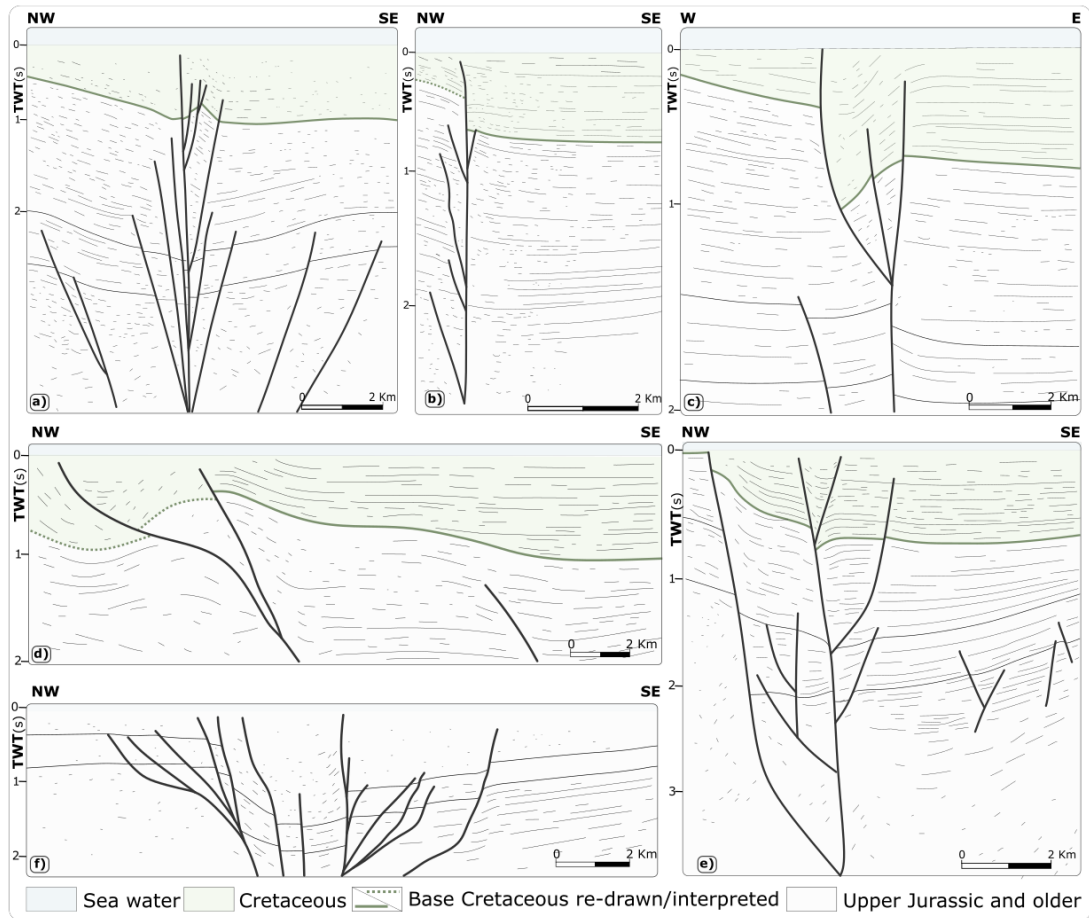 NW SE
TWT(s)
0
1
2
a)
0 2 Km
NW SE
TWT(s)
0
1
2
b)
0 2 Km
W E
TWT(s)
0
1
2
c)
0 2 Km
NW SE
TWT(s)
0
1
2
d)
0 2 Km
NW SE
TWT(s)
0
1
2
3
e)
0 2 Km
NW SE
TWT(s)
0
1
2
f)
0 2 Km
Sea water Cretaceous Base Cretaceous re-drawn/interpreted Upper Jurassic and older